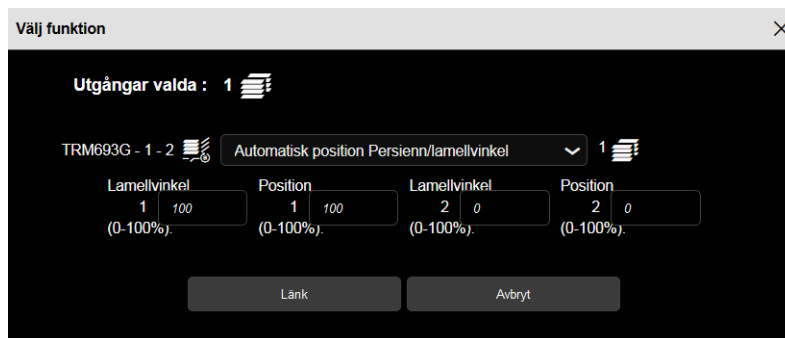 Välj funktion
Utgångar valda : 1
TRM693G - 1 - 2 Automatisk position Persienn/lamellvinkel 1
Lamellvinkel 1 (0-100%). 100
Position 1 (0-100%). 100
Lamellvinkel 2 (0-100%). 0
Position 2 (0-100%). 0
Länk Avbryt